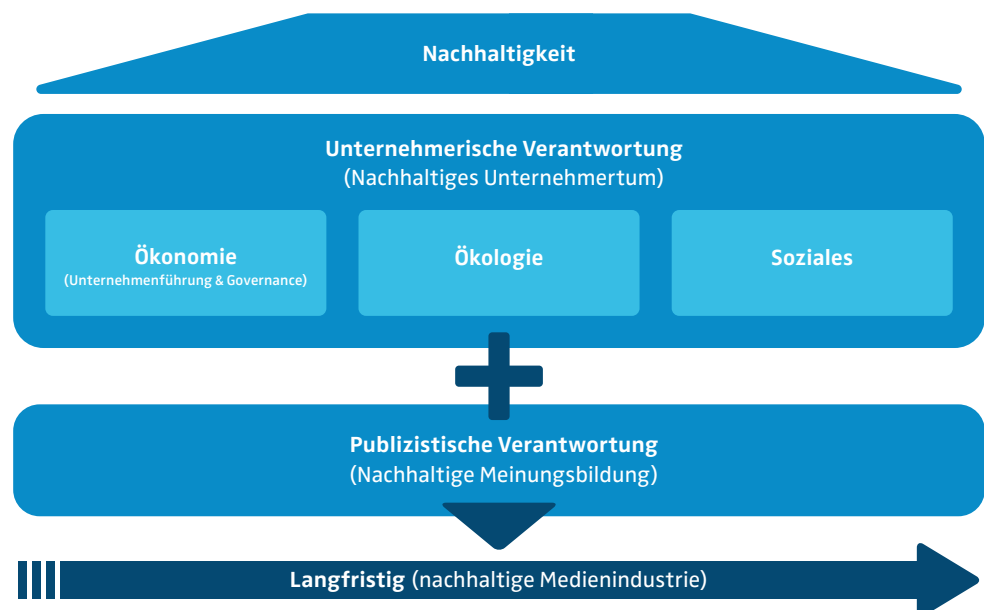 Nachhaltigkeit
Unternehmerische Verantwortung
(Nachhaltiges Unternehmertum)
Ökonomie
(Unternehmenführung & Governance)
Ökologie
Soziales
Publizistische Verantwortung
(Nachhaltige Meinungsbildung)
Langfristig (nachhaltige Medienindustrie)